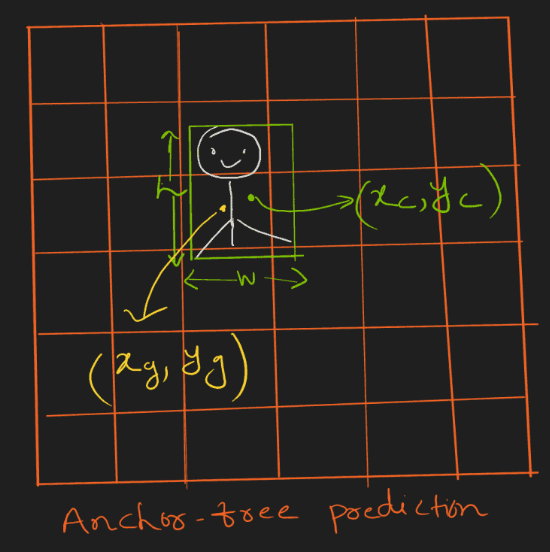 h
(xc, yc)
w
(xg, yg)
Anchor-free prediction